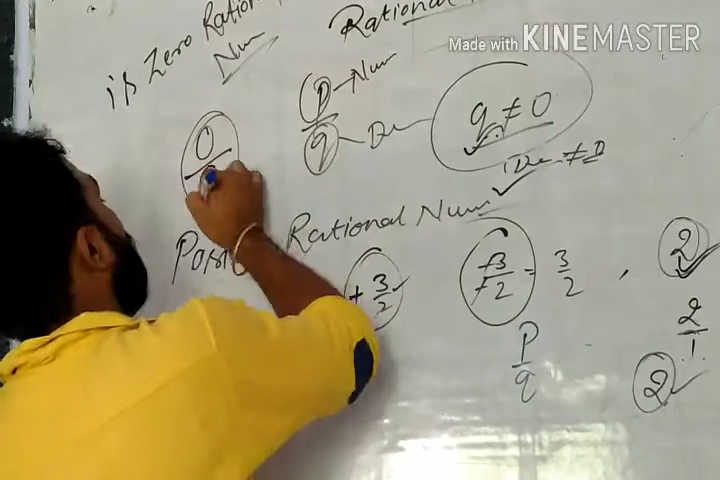 Rational
is Zero Rational
Num
Made with KINEMASTER
p - Num
q - De
q ≠ 0
De ≠ 0
0
Rational Num
+ 3/2
-3/-2 = 3/2 , 2
p/q
2/1
2